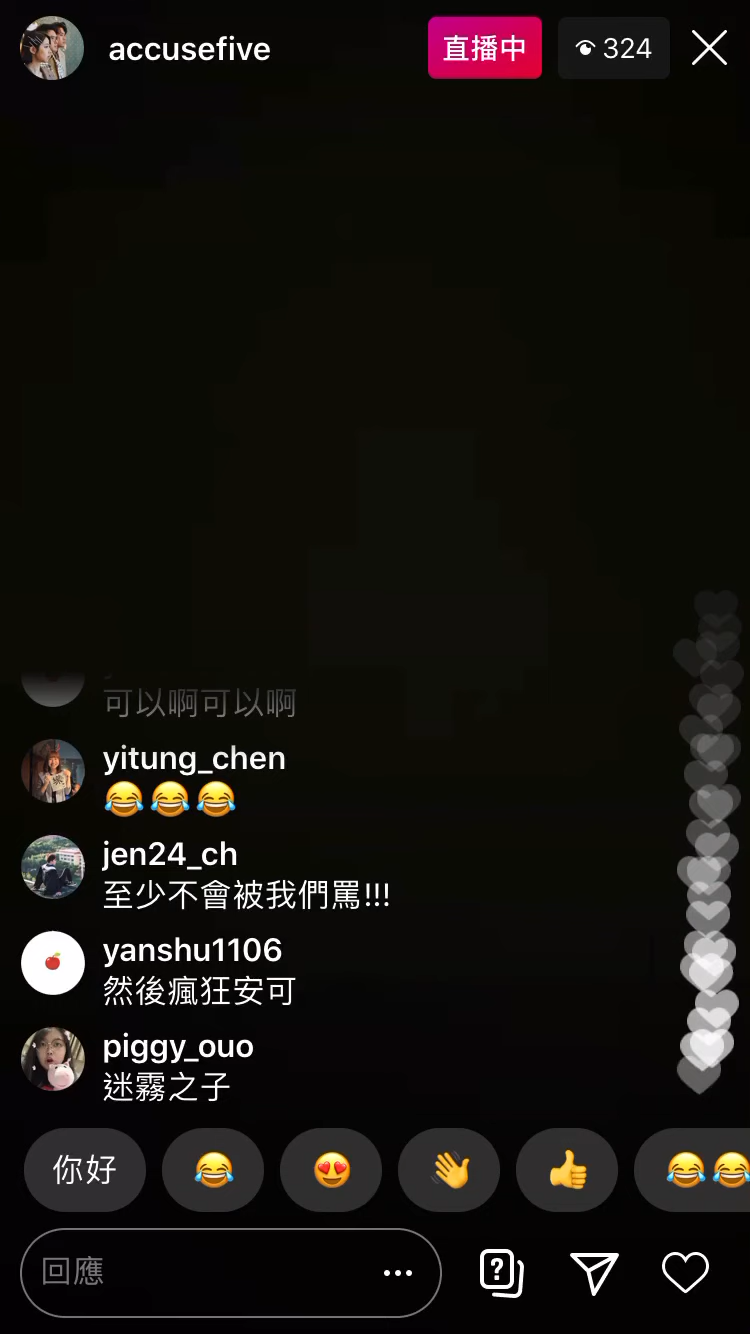 accusefive
直播中
324
可以啊可以啊
yitung_chen
😂😂😂
jen24_ch
至少不會被我們罵!!!
yanshu1106
然後瘋狂安可
piggy_ouo
迷霧之子
你好 😂 😍 👋 👍 😂😂
回應